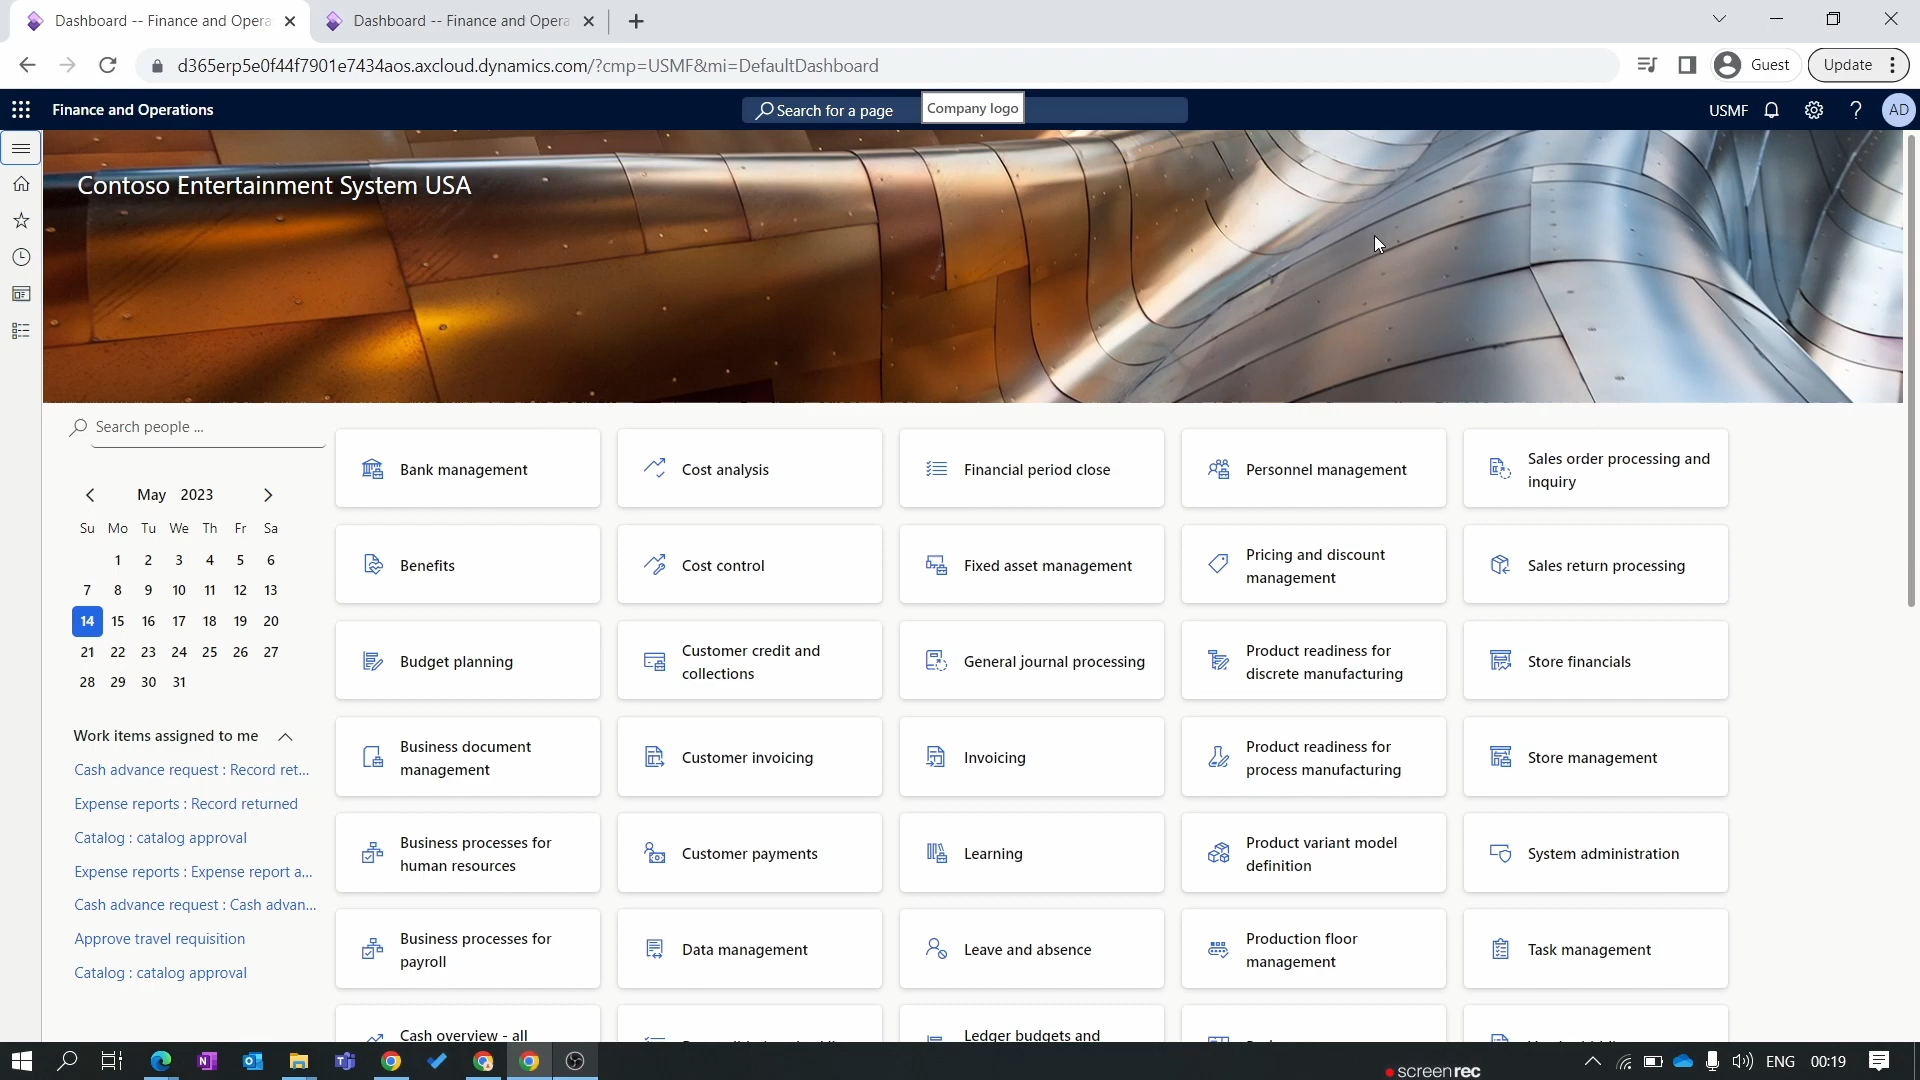 Dashboard -- Finance and Opera
Dashboard -- Finance and Opera
d365erp5e0f44f7901e7434aos.axcloud.dynamics.com/?cmp=USMF&mi=DefaultDashboard
Guest
Update
Finance and Operations
Search for a page
Company logo
USMF
AD
Contoso Entertainment System USA
Search people ...
May 2023
Su Mo Tu We Th Fr Sa
1 2 3 4 5 6
7 8 9 10 11 12 13
14 15 16 17 18 19 20
21 22 23 24 25 26 27
28 29 30 31
Work items assigned to me
Cash advance request : Record ret...
Expense reports : Record returned
Catalog : catalog approval
Expense reports : Expense report a...
Cash advance request : Cash advan...
Approve travel requisition
Catalog : catalog approval
Bank management
Cost analysis
Financial period close
Personnel management
Sales order processing and
inquiry
Benefits
Cost control
Fixed asset management
Pricing and discount
management
Sales return processing
Budget planning
Customer credit and
collections
General journal processing
Product readiness for
discrete manufacturing
Store financials
Business document
management
Customer invoicing
Invoicing
Product readiness for
process manufacturing
Store management
Business processes for
human resources
Customer payments
Learning
Product variant model
definition
System administration
Business processes for
payroll
Data management
Leave and absence
Production floor
management
Task management
Cash overview - all
Ledger budgets and
screenrec
ENG
00:19